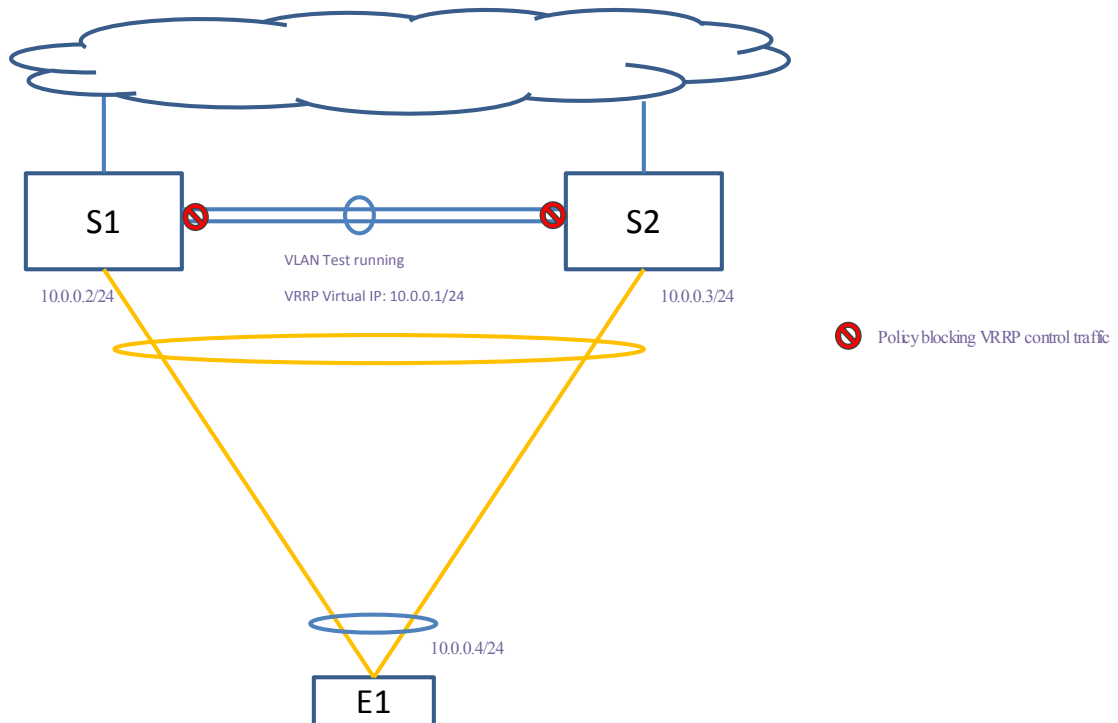 S1
S2
VLAN Test running
10.0.0.2/24
VRRP Virtual IP: 10.0.0.1/24
10.0.0.3/24
Policy blocking VRRP control traffic
10.0.0.4/24
E1